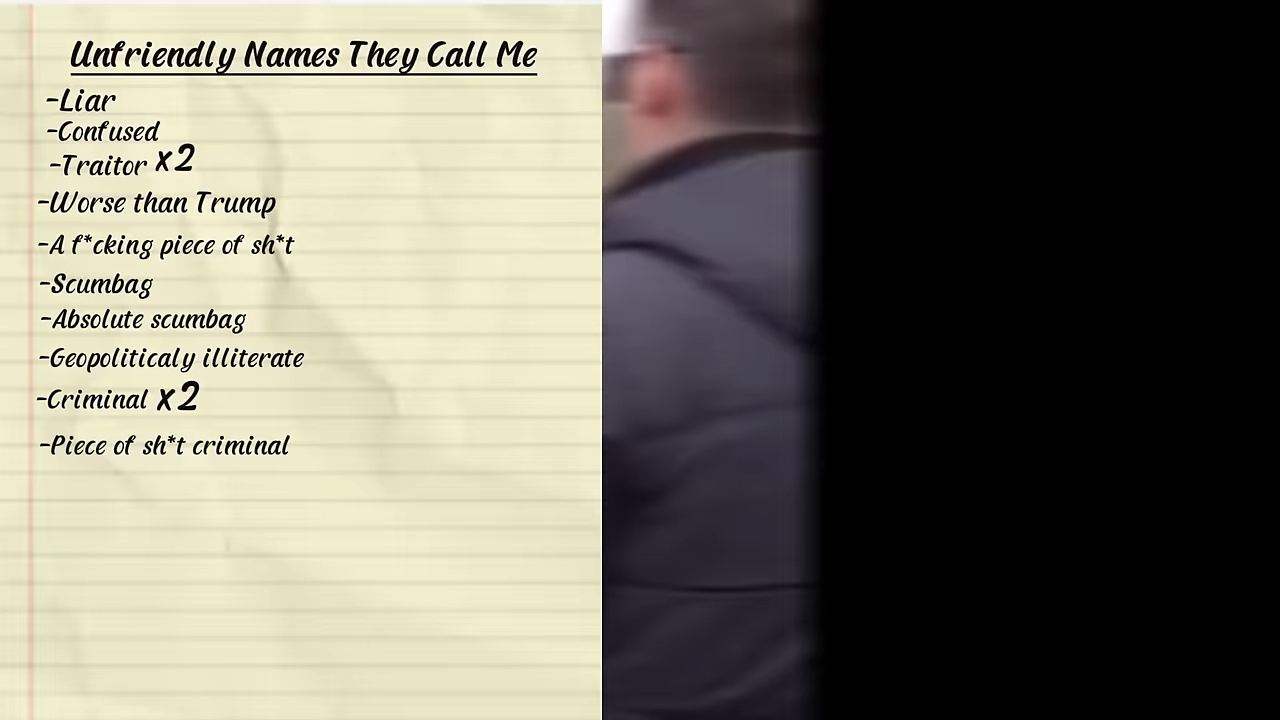 Unfriendly Names They Call Me
-Liar
-Confused
-Traitor x2
-Worse than Trump
-A f*cking piece of sh*t
-Scumbag
-Absolute scumbag
-Geopoliticaly illiterate
-Criminal x2
-Piece of sh*t criminal